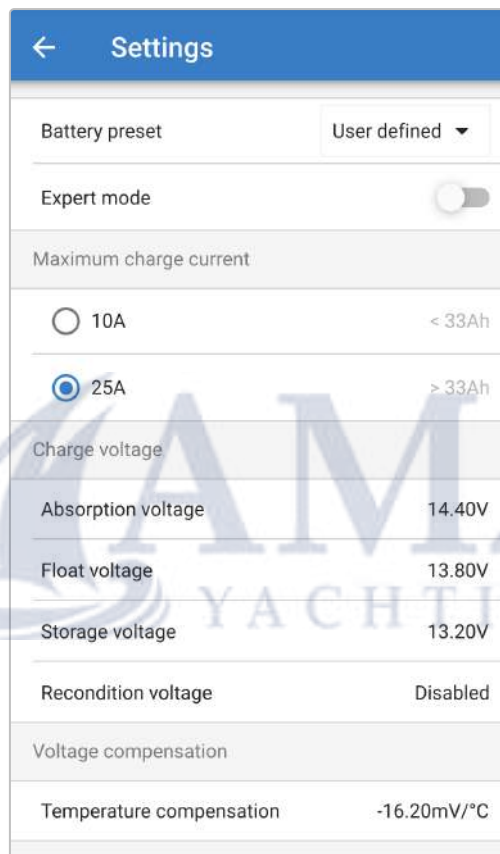 Settings
Battery preset User defined
Expert mode
Maximum charge current
10A < 33Ah
25A > 33Ah
Charge voltage
Absorption voltage 14.40V
Float voltage 13.80V
Storage voltage 13.20V
YACHTI
Recondition voltage Disabled
Voltage compensation
Temperature compensation -16.20mV/°C